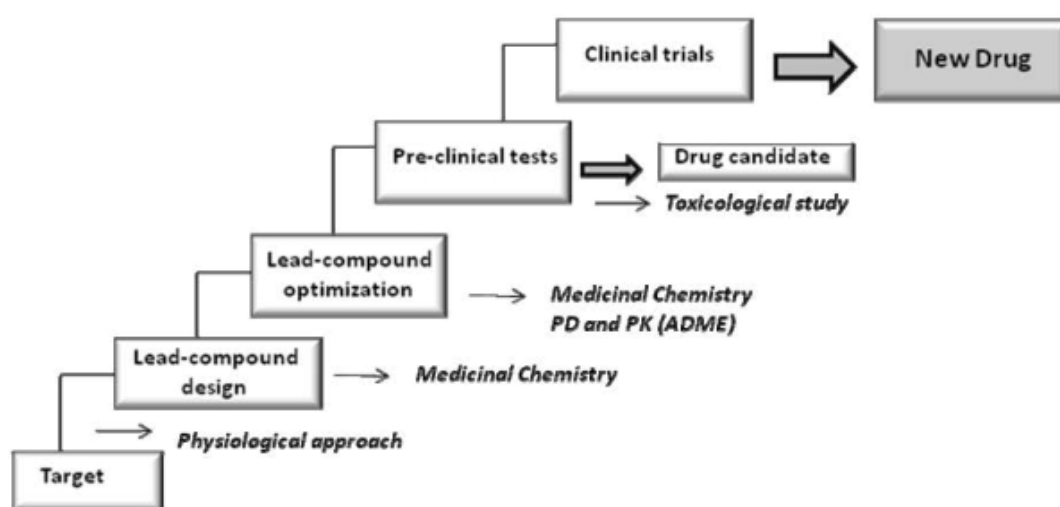 Clinical trials
New Drug
Pre-clinical tests
Drug candidate
Toxicological study
Lead-compound
optimization
Medicinal Chemistry
PD and PK (ADME)
Lead-compound
design
Medicinal Chemistry
Physiological approach
Target